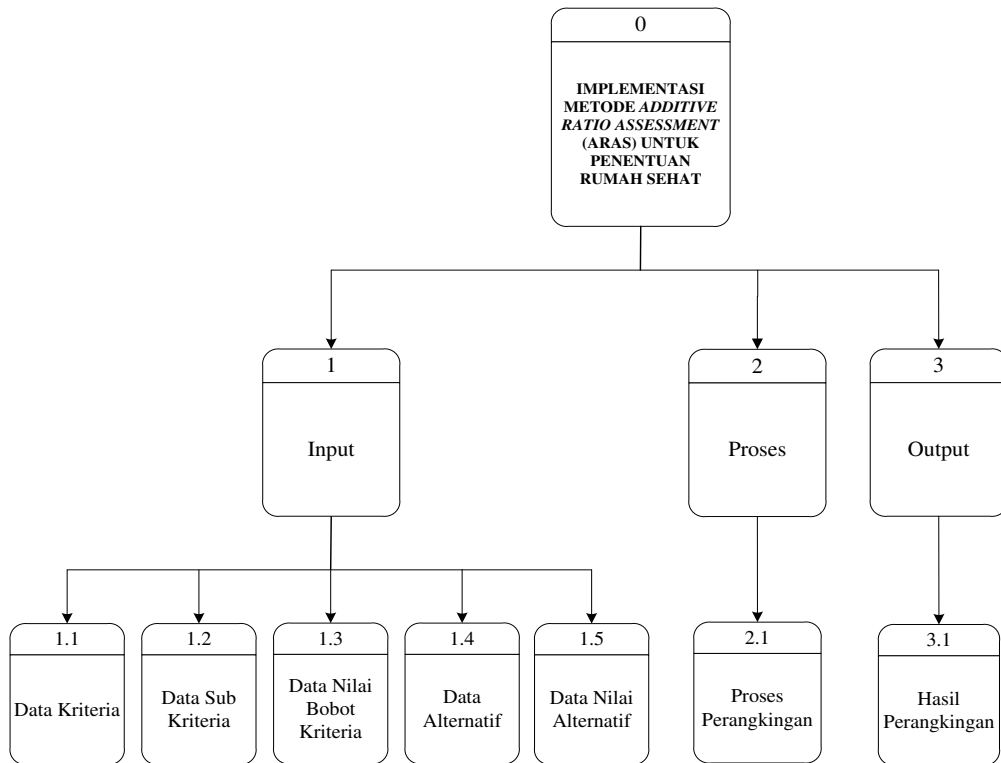 0
IMPLEMENTASI
METODE ADDITIVE
RATIO ASSESSMENT
(ARAS) UNTUK
PENENTUAN
RUMAH SEHAT
1
Input
2
Proses
3
Output
1.1
Data Kriteria
1.2
Data Sub
Kriteria
1.3
Data Nilai
Bobot
Kriteria
1.4
Data
Alternatif
1.5
Data Nilai
Alternatif
2.1
Proses
Perangkingan
3.1
Hasil
Perangkingan